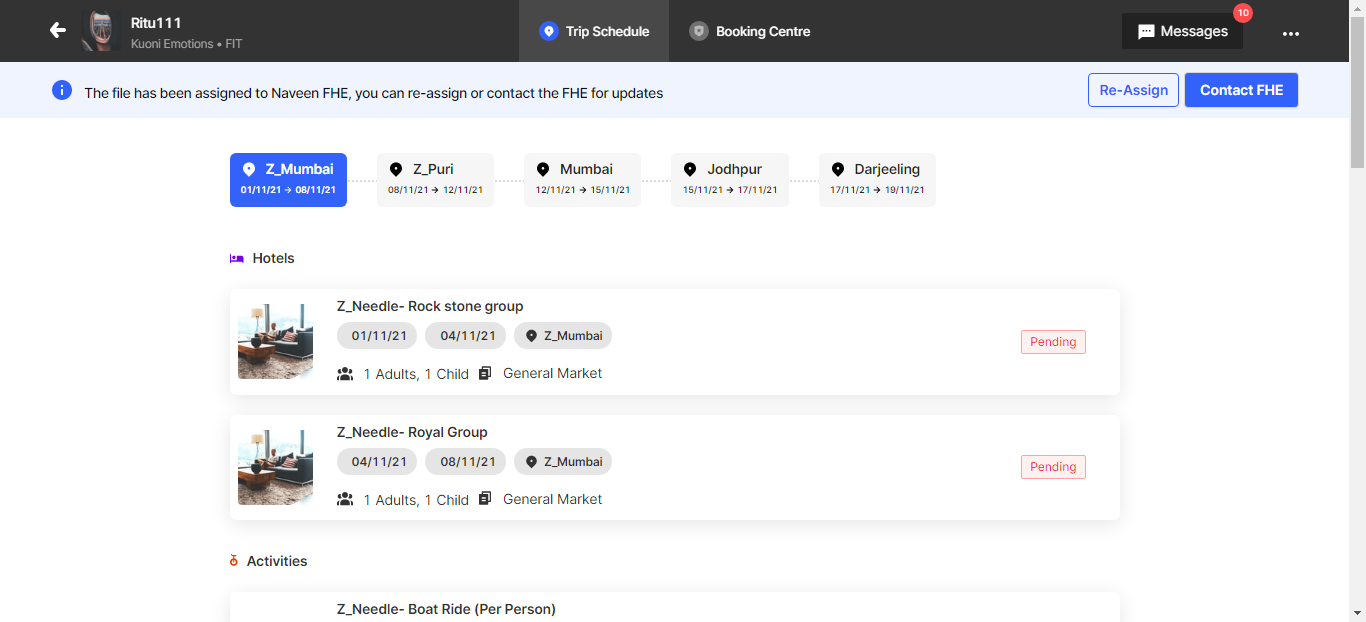 Ritu111
Kuoni Emotions • FIT
Trip Schedule
Booking Centre
Messages
10
The file has been assigned to Naveen FHE, you can re-assign or contact the FHE for updates
Re-Assign
Contact FHE
Z_Mumbai
01/11/21 → 08/11/21
Z_Puri
08/11/21 → 12/11/21
Mumbai
12/11/21 → 15/11/21
Jodhpur
15/11/21 → 17/11/21
Darjeeling
17/11/21 → 19/11/21
Hotels
Z_Needle- Rock stone group
01/11/21 04/11/21 Z_Mumbai
Pending
1 Adults, 1 Child General Market
Z_Needle- Royal Group
04/11/21 08/11/21 Z_Mumbai
Pending
1 Adults, 1 Child General Market
Activities
Z_Needle- Boat Ride (Per Person)